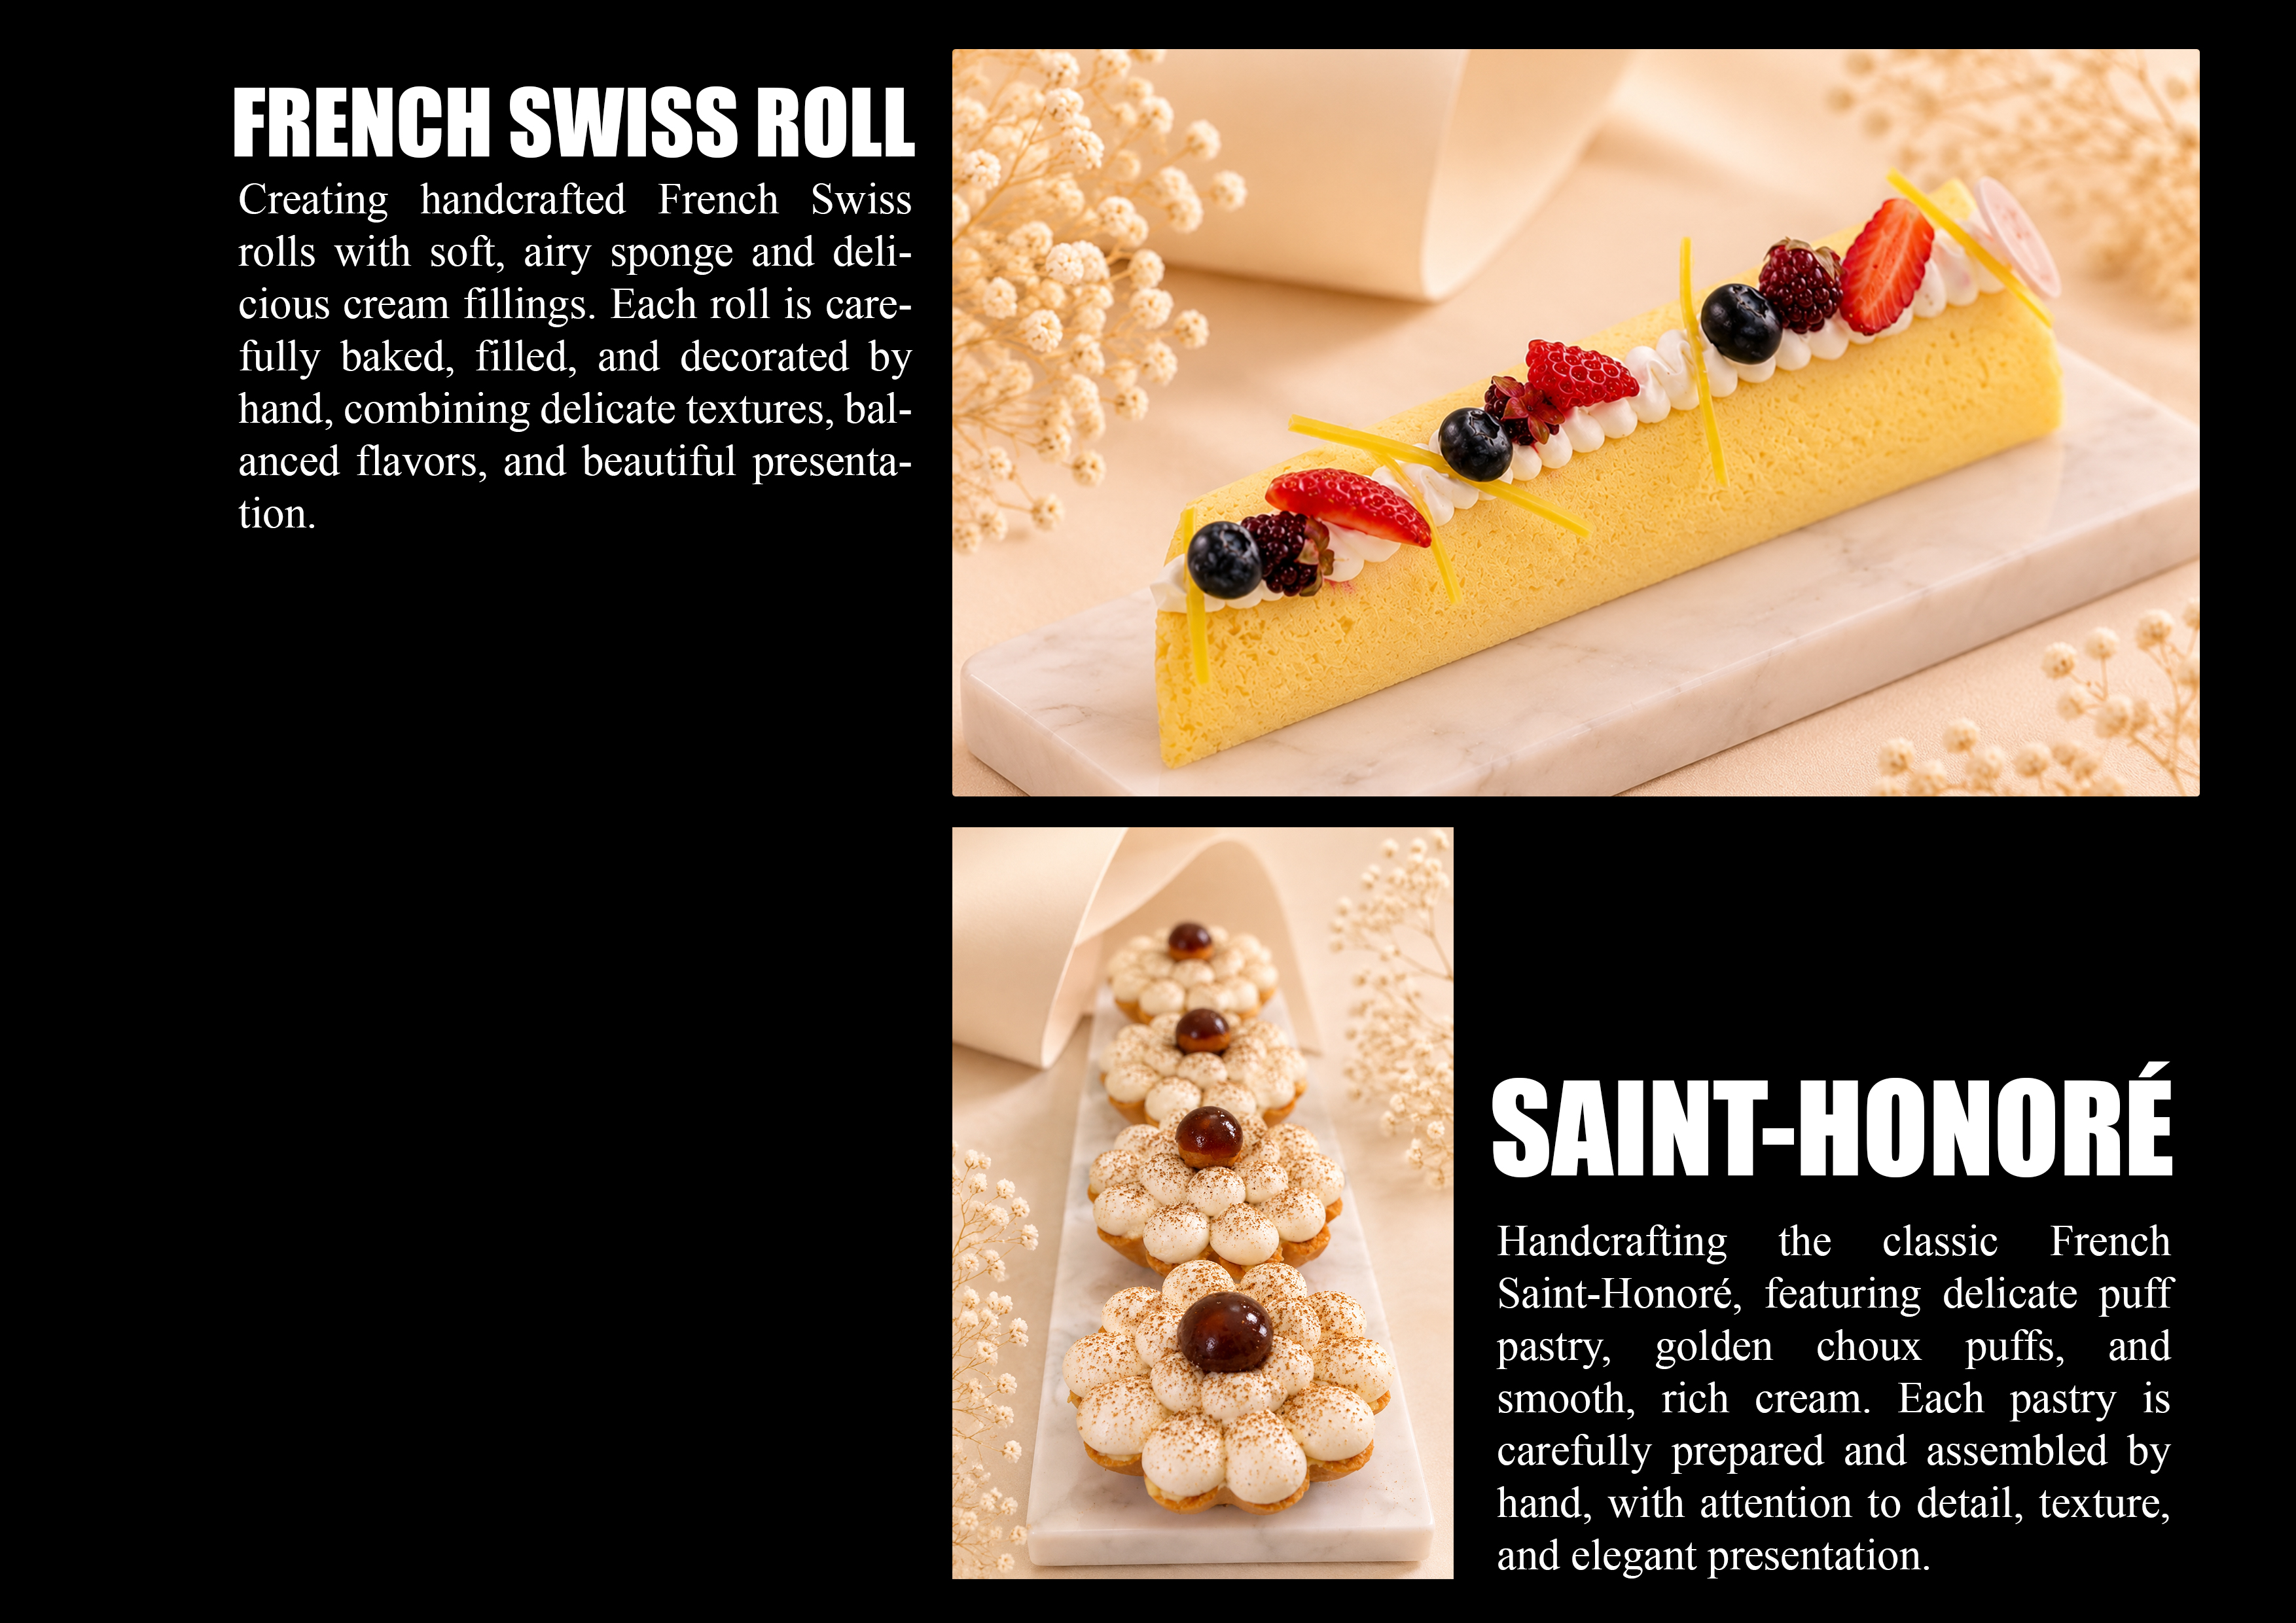 FRENCH SWISS ROLL
Creating handcrafted French Swiss
rolls with soft, airy sponge and deli-
cious cream fillings. Each roll is care-
fully baked, filled, and decorated by
hand, combining delicate textures, bal-
anced flavors, and beautiful presenta-
tion.
SAINT-HONORÉ
Handcrafting the classic French
Saint-Honoré, featuring delicate puff
pastry, golden choux puffs, and
smooth, rich cream. Each pastry is
carefully prepared and assembled by
hand, with attention to detail, texture,
and elegant presentation.